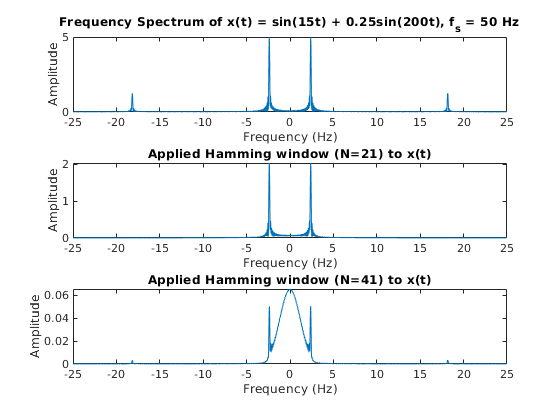 Frequency Spectrum of x(t) = sin(15t) + 0.25sin(200t), fs = 50 Hz
5
0
Amplitude
-25 -20 -15 -10 -5 0 5 10 15 20 25
Frequency (Hz)
Applied Hamming window (N=21) to x(t)
2
1
0
Amplitude
-25 -20 -15 -10 -5 0 5 10 15 20 25
Frequency (Hz)
Applied Hamming window (N=41) to x(t)
0.06
0.04
0.02
0
Amplitude
-25 -20 -15 -10 -5 0 5 10 15 20 25
Frequency (Hz)